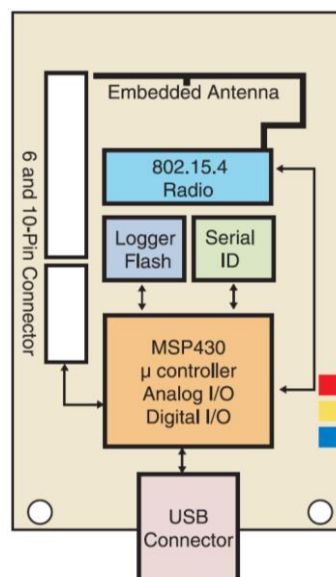 Embedded Antenna
6 and 10-Pin Connector
802.15.4
Radio
Logger
Flash
Serial
ID
MSP430
μ controller
Analog I/O
Digital I/O
USB
Connector